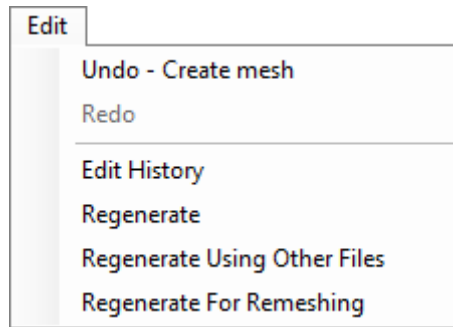 Edit
Undo - Create mesh
Redo
Edit History
Regenerate
Regenerate Using Other Files
Regenerate For Remeshing